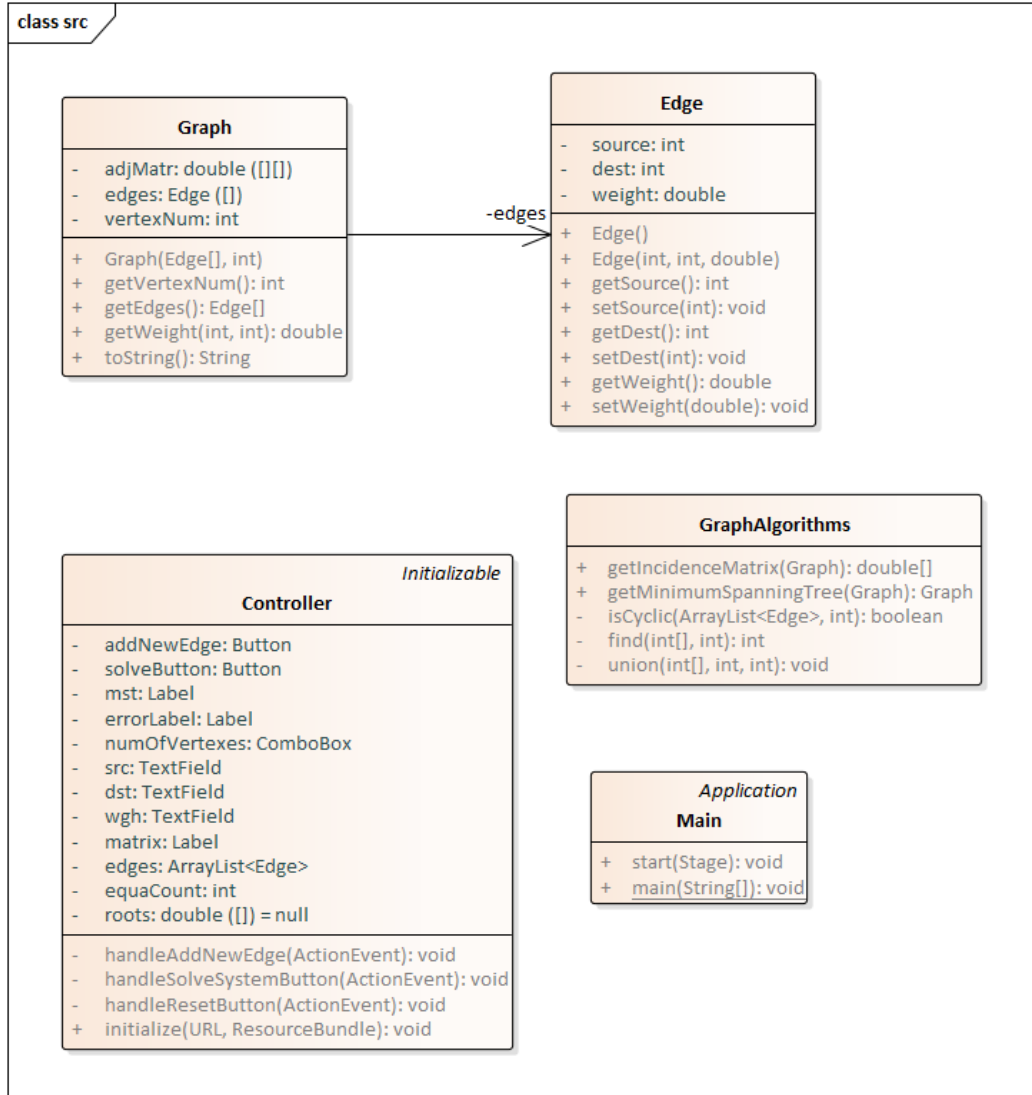 class src
Graph
- adjMatr: double ([][])
- edges: Edge ([])
- vertexNum: int
+ Graph(Edge[], int)
+ getVertexNum(): int
+ getEdges(): Edge[]
+ getWeight(int, int): double
+ toString(): String
-edges
Edge
- source: int
- dest: int
- weight: double
+ Edge()
+ Edge(int, int, double)
+ getSource(): int
+ setSource(int): void
+ getDest(): int
+ setDest(int): void
+ getWeight(): double
+ setWeight(double): void
GraphAlgorithms
+ getIncidenceMatrix(Graph): double[]
+ getMinimumSpanningTree(Graph): Graph
- isCyclic(ArrayList<Edge>, int): boolean
- find(int[], int): int
- union(int[], int, int): void
Initializable
Controller
- addNewEdge: Button
- solveButton: Button
- mst: Label
- errorLabel: Label
- numOfVertexes: ComboBox
- src: TextField
- dst: TextField
- wgh: TextField
- matrix: Label
- edges: ArrayList<Edge>
- equaCount: int
- roots: double ([]) = null
- handleAddNewEdge(ActionEvent): void
- handleSolveSystemButton(ActionEvent): void
- handleResetButton(ActionEvent): void
+ initialize(URL, ResourceBundle): void
Application
Main
+ start(Stage): void
+ main(String[]): void